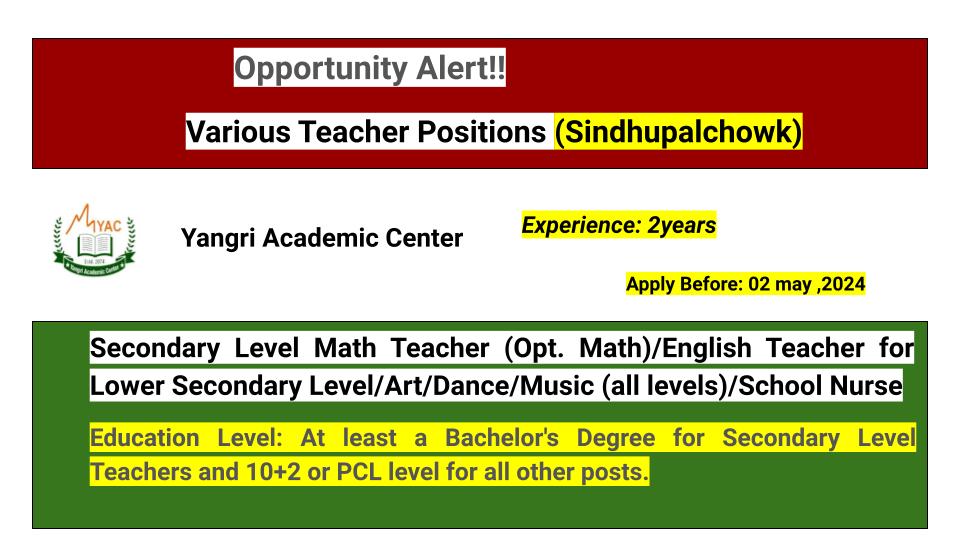 Opportunity Alert!!
Various Teacher Positions (Sindhupalchowk)
MYAC
Yangri Academic Center
Yangri Academic Center
Experience: 2years
Apply Before: 02 may ,2024
Secondary Level Math Teacher (Opt. Math)/English Teacher for
Lower Secondary Level/Art/Dance/Music (all levels)/School Nurse
Education Level: At least a Bachelor's Degree for Secondary Level
Teachers and 10+2 or PCL level for all other posts.